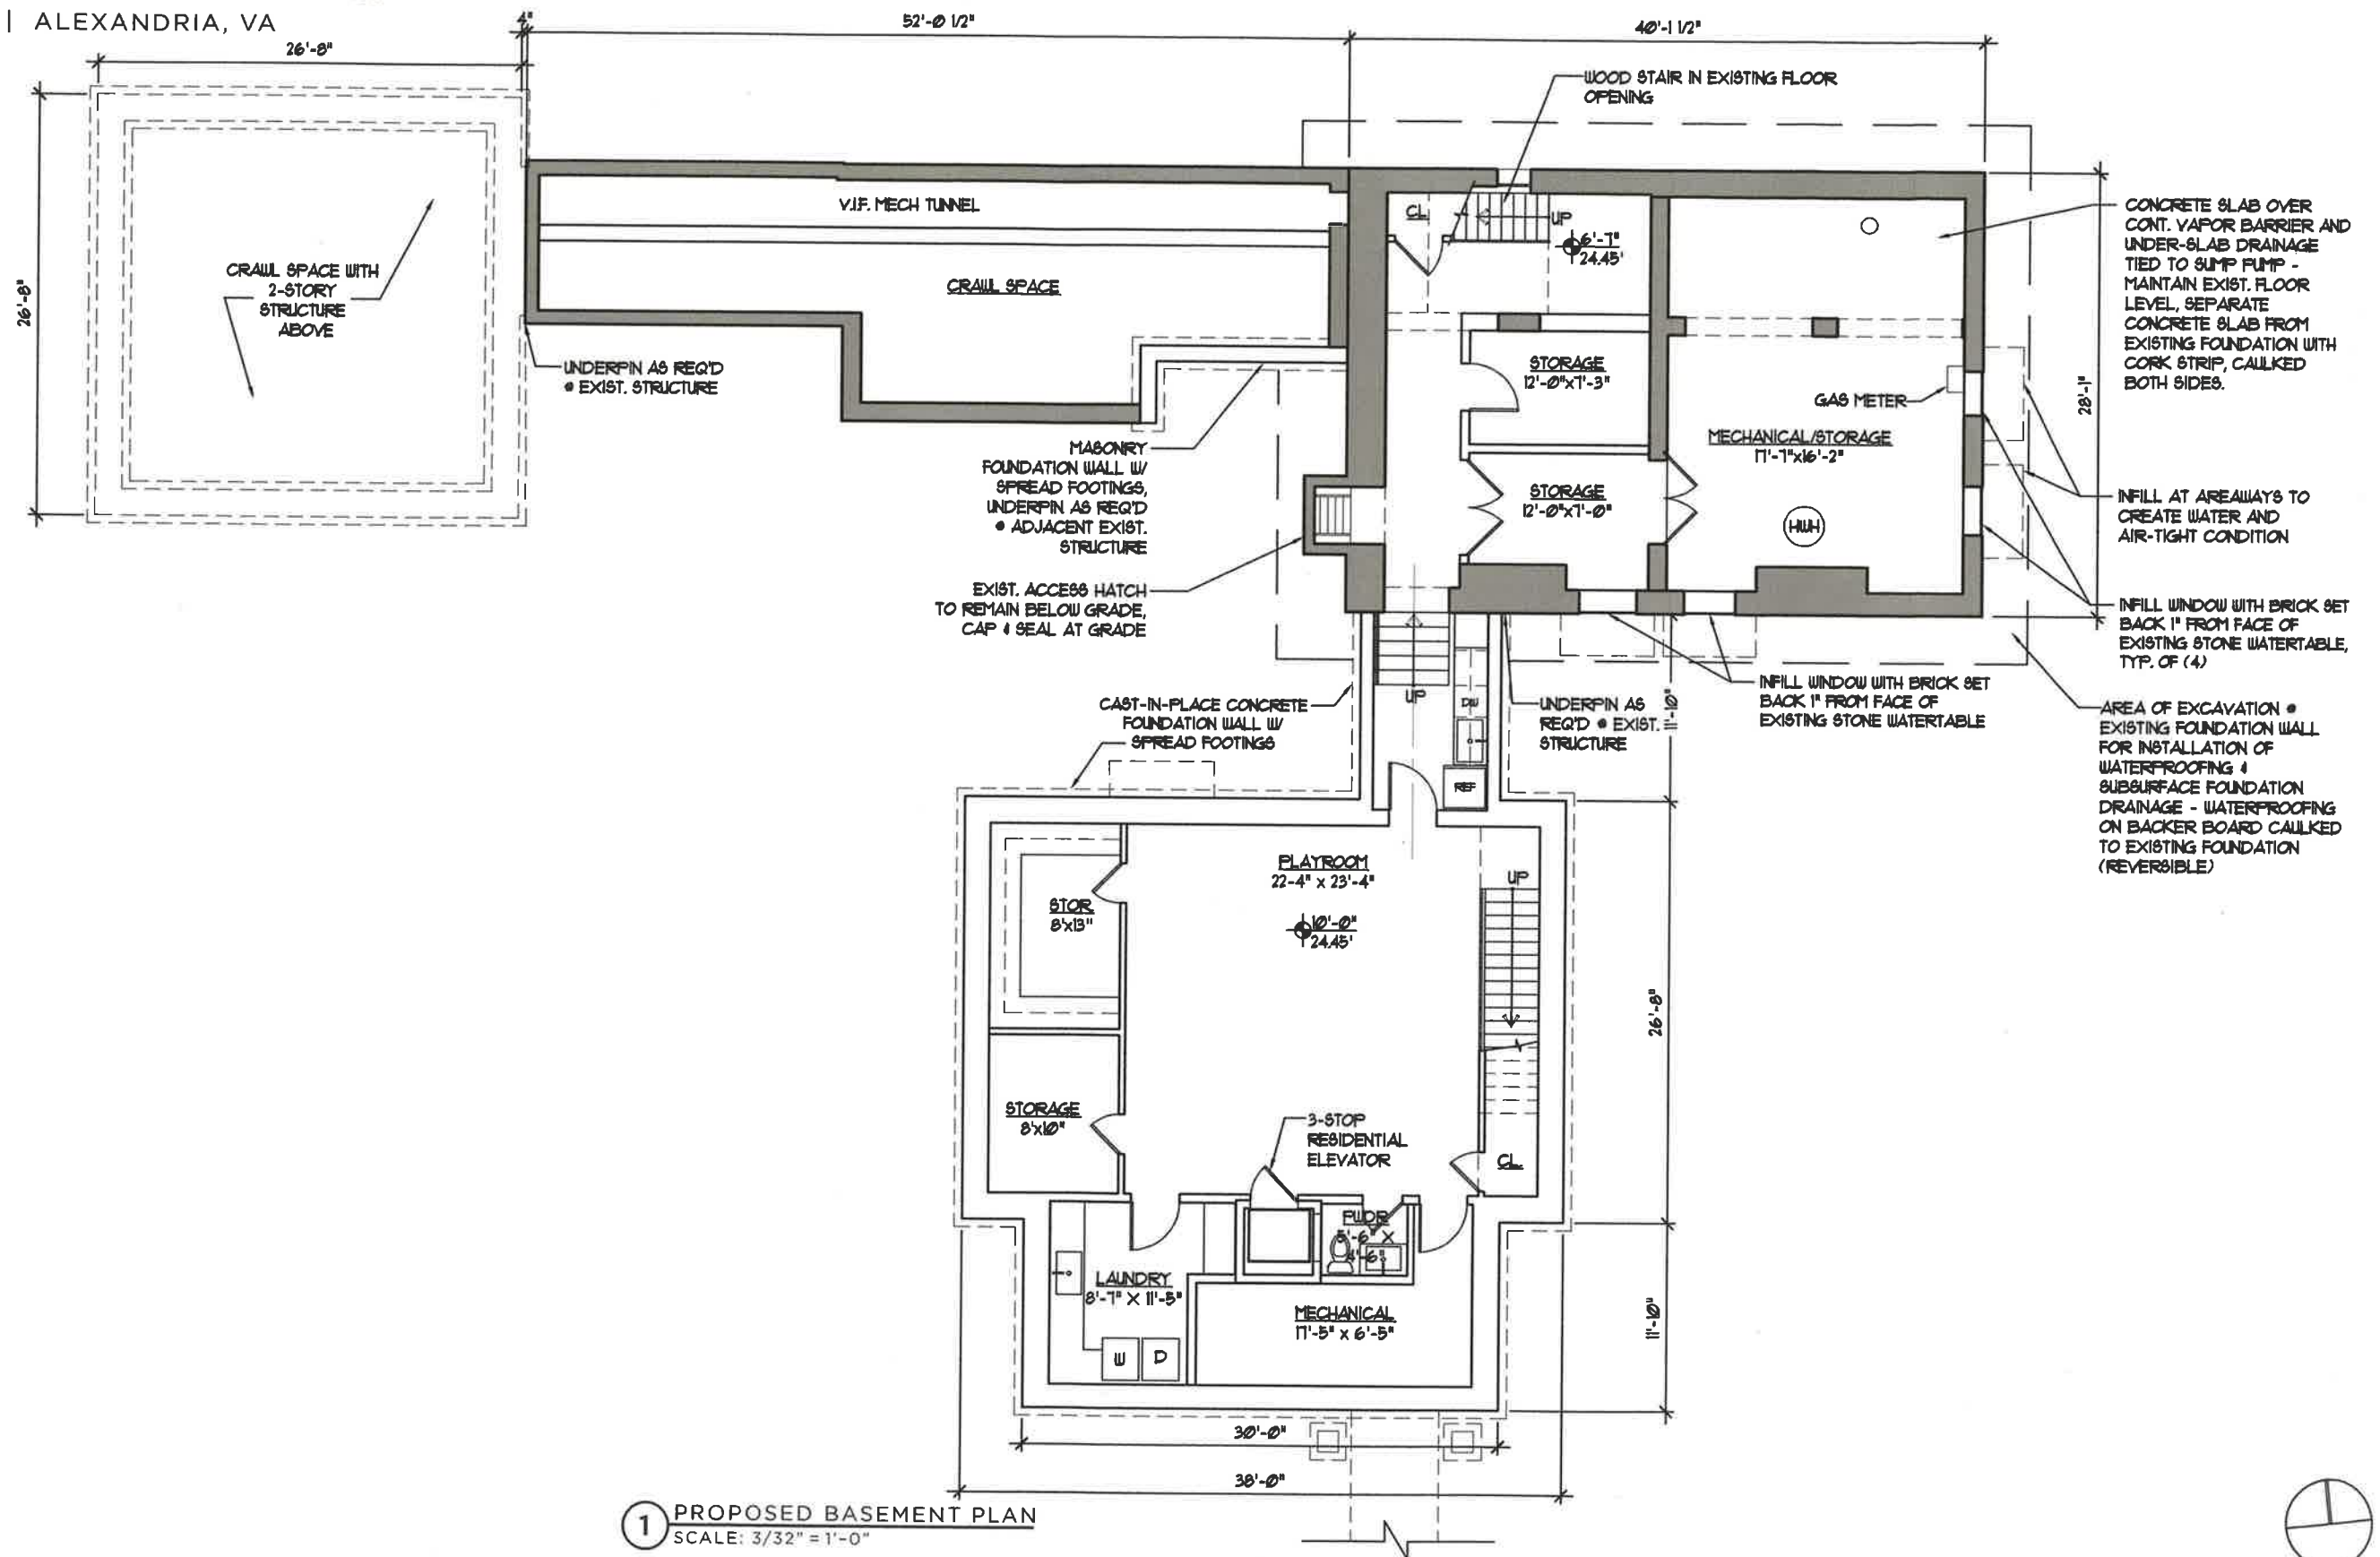 | ALEXANDRIA, VA
26'-8"
4"
52'-0 1/2"
40'-1 1/2"
26'-8"
CRAWL SPACE WITH
2-STORY
STRUCTURE
ABOVE
V.I.F. MECH TUNNEL
CRAWL SPACE
UNDERPIN AS REQ'D
@ EXIST. STRUCTURE
WOOD STAIR IN EXISTING FLOOR
OPENING
CL
UP
6'-7"
24.45'
STORAGE
12'-0"x7'-3"
STORAGE
12'-0"x7'-0"
GAS METER
MECHANICAL/STORAGE
17'-7"x16'-2"
HWH
28'-1"
CONCRETE SLAB OVER
CONT. VAPOR BARRIER AND
UNDER-SLAB DRAINAGE
TIED TO SUMP PUMP -
MAINTAIN EXIST. FLOOR
LEVEL, SEPARATE
CONCRETE SLAB FROM
EXISTING FOUNDATION WITH
CORK STRIP, CAULKED
BOTH SIDES.
INFILL AT AREAWAYS TO
CREATE WATER AND
AIR-TIGHT CONDITION
INFILL WINDOW WITH BRICK SET
BACK 1" FROM FACE OF
EXISTING STONE WATERTABLE,
TYP. OF (4)
AREA OF EXCAVATION @
EXISTING FOUNDATION WALL
FOR INSTALLATION OF
WATERPROOFING &
SUBSURFACE FOUNDATION
DRAINAGE - WATERPROOFING
ON BACKER BOARD CAULKED
TO EXISTING FOUNDATION
(REVERSIBLE)
MASONRY
FOUNDATION WALL W/
SPREAD FOOTINGS,
UNDERPIN AS REQ'D
@ ADJACENT EXIST.
STRUCTURE
EXIST. ACCESS HATCH
TO REMAIN BELOW GRADE,
CAP & SEAL AT GRADE
CAST-IN-PLACE CONCRETE
FOUNDATION WALL W/
SPREAD FOOTINGS
UP
DW
REF
UNDERPIN AS
REQ'D @ EXIST.
STRUCTURE
11'-10"
INFILL WINDOW WITH BRICK SET
BACK 1" FROM FACE OF
EXISTING STONE WATERTABLE
PLAYROOM
22-4" x 23'-4"
10'-0"
24.45'
UP
STOR
8'x13"
STORAGE
8'x10"
3-STOP
RESIDENTIAL
ELEVATOR
CL
26'-8"
PWDR
5'-6" X
4'-6"
LAUNDRY
8'-7" X 11'-5"
MECHANICAL
17'-5" x 6'-5"
W
D
11'-10"
30'-0"
38'-0"
1
PROPOSED BASEMENT PLAN
SCALE: 3/32" = 1'-0"